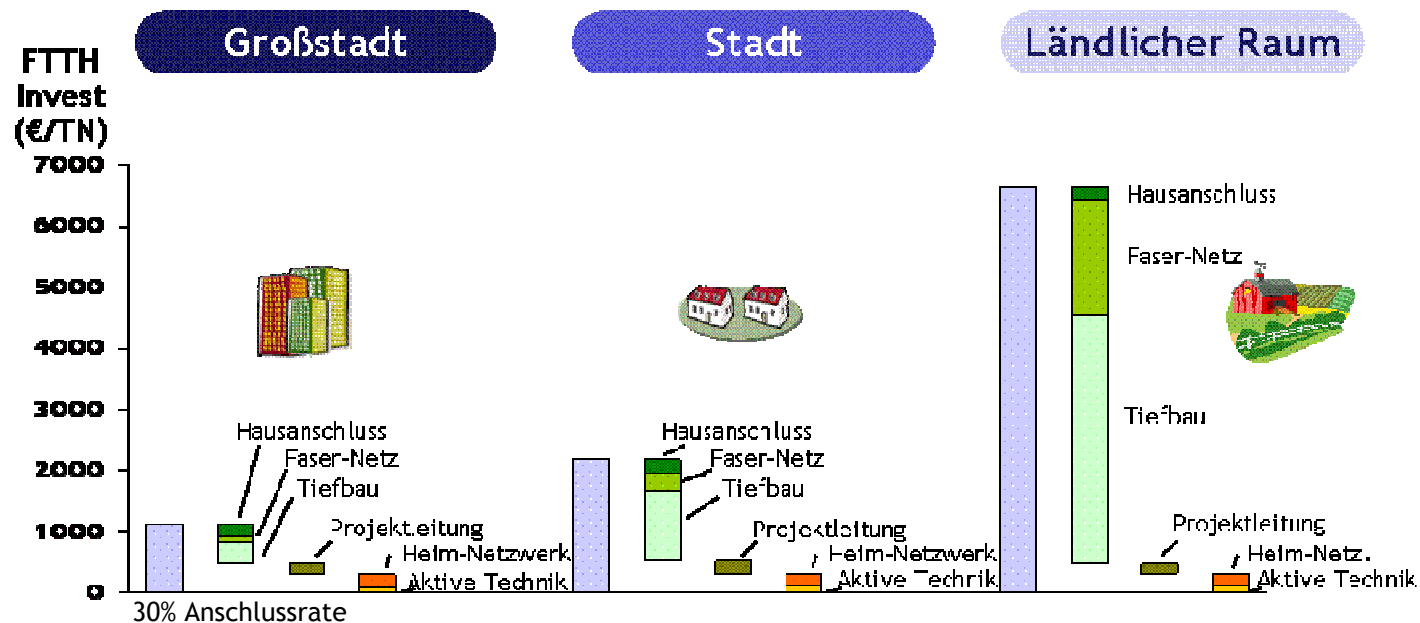 Großstadt
Stadt
Ländlicher Raum
FTTH
Invest
(€/TN)
7000
6000
5000
4000
3000
2000
1000
0
Hausanschluss
Faser-Netz
Tiefbau
Projektleitung
Heim-Netzwerk
Aktive Technik
Hausanschluss
Faser-Netz
Tiefbau
Projektleitung
Heim-Netzwerk
Aktive Technik
Hausanschluss
Faser-Netz
Tiefbau
Projektleitung
Heim-Netz.
Aktive Technik
30% Anschlussrate